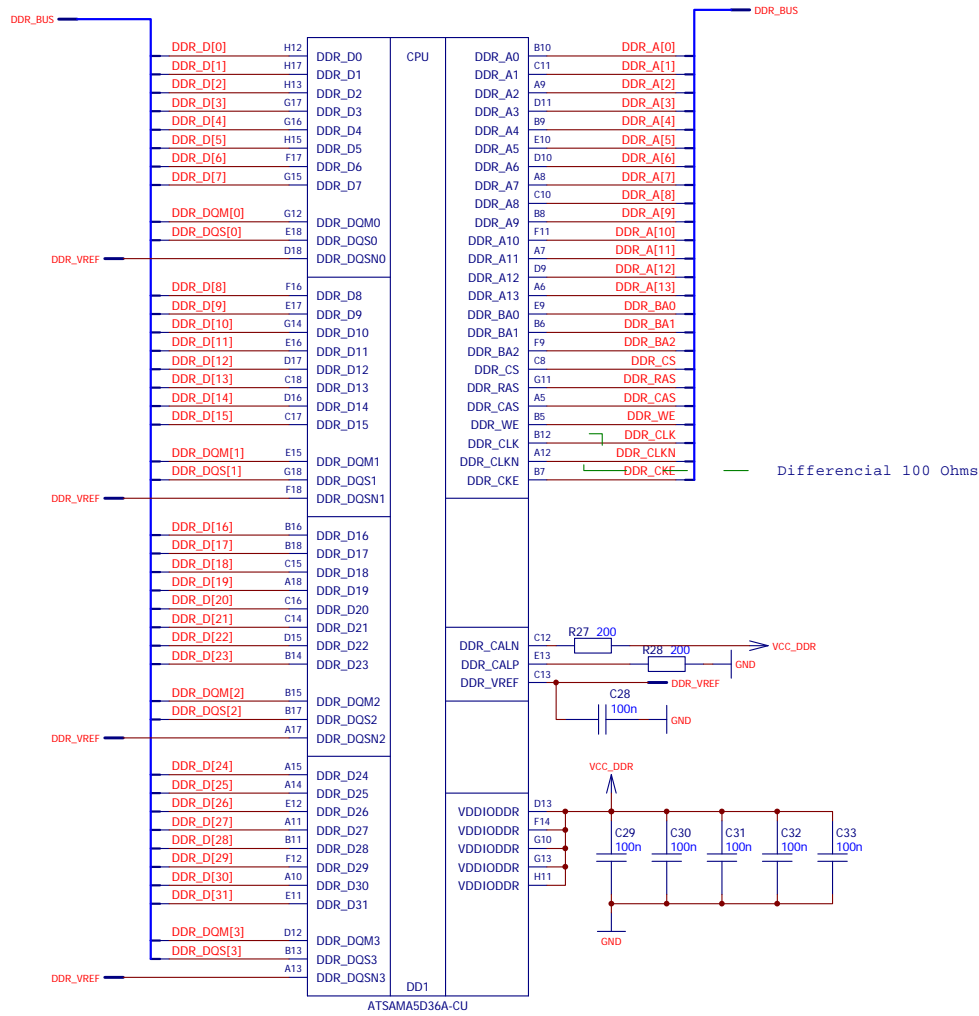 DDR_BUS
DDR_BUS
CPU
DDR_D[0] H12 DDR_D0
DDR_D[1] H17 DDR_D1
DDR_D[2] H13 DDR_D2
DDR_D[3] G17 DDR_D3
DDR_D[4] G16 DDR_D4
DDR_D[5] H15 DDR_D5
DDR_D[6] F17 DDR_D6
DDR_D[7] G15 DDR_D7
DDR_DQM[0] G12 DDR_DQM0
DDR_DQS[0] E18 DDR_DQS0
DDR_VREF D18 DDR_DQSN0
DDR_D[8] F16 DDR_D8
DDR_D[9] E17 DDR_D9
DDR_D[10] G14 DDR_D10
DDR_D[11] E16 DDR_D11
DDR_D[12] D17 DDR_D12
DDR_D[13] C18 DDR_D13
DDR_D[14] D16 DDR_D14
DDR_D[15] C17 DDR_D15
DDR_DQM[1] E15 DDR_DQM1
DDR_DQS[1] G18 DDR_DQS1
DDR_VREF F18 DDR_DQSN1
DDR_D[16] B16 DDR_D16
DDR_D[17] B18 DDR_D17
DDR_D[18] C15 DDR_D18
DDR_D[19] A18 DDR_D19
DDR_D[20] C16 DDR_D20
DDR_D[21] C14 DDR_D21
DDR_D[22] D15 DDR_D22
DDR_D[23] B14 DDR_D23
DDR_DQM[2] B15 DDR_DQM2
DDR_DQS[2] B17 DDR_DQS2
DDR_VREF A17 DDR_DQSN2
DDR_D[24] A15 DDR_D24
DDR_D[25] A14 DDR_D25
DDR_D[26] E12 DDR_D26
DDR_D[27] A11 DDR_D27
DDR_D[28] B11 DDR_D28
DDR_D[29] F12 DDR_D29
DDR_D[30] A10 DDR_D30
DDR_D[31] E11 DDR_D31
DDR_DQM[3] D12 DDR_DQM3
DDR_DQS[3] B13 DDR_DQS3
DDR_VREF A13 DDR_DQSN3
DDR_A0 B10 DDR_A[0]
DDR_A1 C11 DDR_A[1]
DDR_A2 A9 DDR_A[2]
DDR_A3 D11 DDR_A[3]
DDR_A4 B9 DDR_A[4]
DDR_A5 E10 DDR_A[5]
DDR_A6 D10 DDR_A[6]
DDR_A7 A8 DDR_A[7]
DDR_A8 C10 DDR_A[8]
DDR_A9 B8 DDR_A[9]
DDR_A10 F11 DDR_A[10]
DDR_A11 A7 DDR_A[11]
DDR_A12 D9 DDR_A[12]
DDR_A13 A6 DDR_A[13]
DDR_BA0 E9 DDR_BA0
DDR_BA1 B6 DDR_BA1
DDR_BA2 F9 DDR_BA2
DDR_CS C8 DDR_CS
DDR_RAS G11 DDR_RAS
DDR_CAS A5 DDR_CAS
DDR_WE B5 DDR_WE
DDR_CLK B12 DDR_CLK
DDR_CLKN A12 DDR_CLKN
DDR_CKE B7 DDR_CKE Differencial 100 Ohms
DDR_CALN C12 R27 200 VCC_DDR
DDR_CALP E13 R28 200 GND
DDR_VREF C13 DDR_VREF
C28
100n GND
VCC_DDR
VDDIODDR D13
VDDIODDR F14
VDDIODDR G10
VDDIODDR G13
VDDIODDR H11
C29 C30 C31 C32 C33
100n 100n 100n 100n 100n
GND
DD1
ATSAMA5D36A-CU